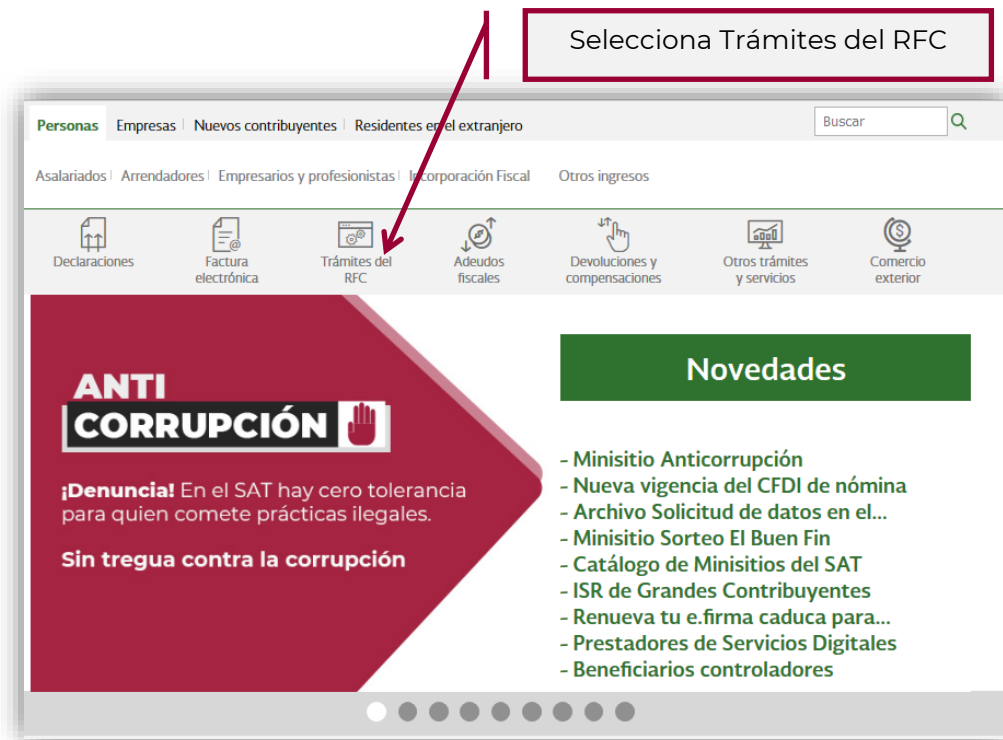 Selecciona Trámites del RFC
Personas Empresas Nuevos contribuyentes Residentes en el extranjero Buscar
Asalariados Arrendadores Empresarios y profesionistas Incorporación Fiscal Otros ingresos
Declaraciones
Factura
electrónica
Trámites del
RFC
Adeudos
fiscales
Devoluciones y
compensaciones
Otros trámites
y servicios
Comercio
exterior
ANTI
CORRUPCIÓN
¡Denuncia! En el SAT hay cero tolerancia
para quien comete prácticas ilegales.
Sin tregua contra la corrupción
Novedades
- Minisitio Anticorrupción
- Nueva vigencia del CFDI de nómina
- Archivo Solicitud de datos en el...
- Minisitio Sorteo El Buen Fin
- Catálogo de Minisitios del SAT
- ISR de Grandes Contribuyentes
- Renueva tu e.firma caduca para...
- Prestadores de Servicios Digitales
- Beneficiarios controladores